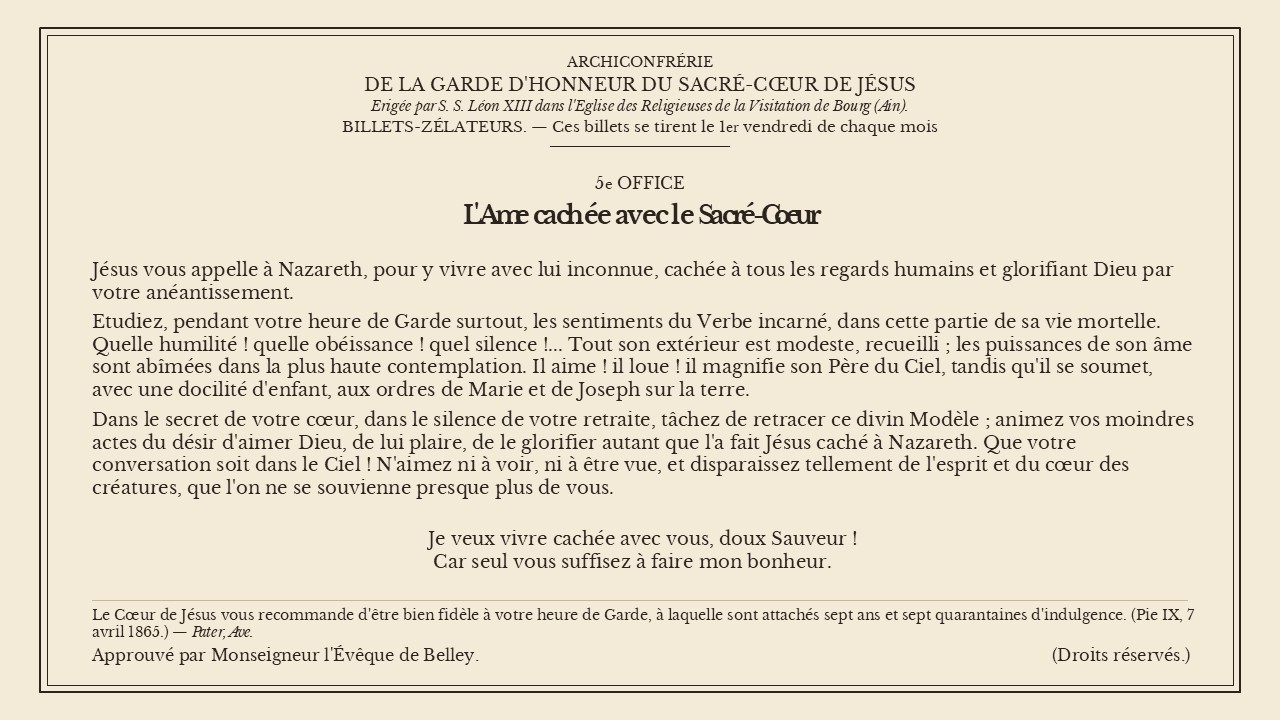 ARCHICONFRÉRIE
DE LA GARDE D'HONNEUR DU SACRÉ-CŒUR DE JÉSUS
Erigée par S. S. Léon XIII dans l'Eglise des Religieuses de la Visitation de Bourg (Ain).
BILLETS-ZÉLATEURS. — Ces billets se tirent le 1er vendredi de chaque mois
5e OFFICE
L'Ame cachée avec le Sacré-Cœur
Jésus vous appelle à Nazareth, pour y vivre avec lui inconnue, cachée à tous les regards humains et glorifiant Dieu par
votre anéantissement.
Etudiez, pendant votre heure de Garde surtout, les sentiments du Verbe incarné, dans cette partie de sa vie mortelle.
Quelle humilité ! quelle obéissance ! quel silence !... Tout son extérieur est modeste, recueilli ; les puissances de son âme
sont abîmées dans la plus haute contemplation. Il aime ! il loue ! il magnifie son Père du Ciel, tandis qu'il se soumet,
avec une docilité d'enfant, aux ordres de Marie et de Joseph sur la terre.
Dans le secret de votre cœur, dans le silence de votre retraite, tâchez de retracer ce divin Modèle ; animez vos moindres
actes du désir d'aimer Dieu, de lui plaire, de le glorifier autant que l'a fait Jésus caché à Nazareth. Que votre
conversation soit dans le Ciel ! N'aimez ni à voir, ni à être vue, et disparaissez tellement de l'esprit et du cœur des
créatures, que l'on ne se souvienne presque plus de vous.
Je veux vivre cachée avec vous, doux Sauveur !
Car seul vous suffisez à faire mon bonheur.
Le Cœur de Jésus vous recommande d'être bien fidèle à votre heure de Garde, à laquelle sont attachés sept ans et sept quarantaines d'indulgence. (Pie IX, 7
avril 1865.) — Pater, Ave.
Approuvé par Monseigneur l'Évêque de Belley. (Droits réservés.)